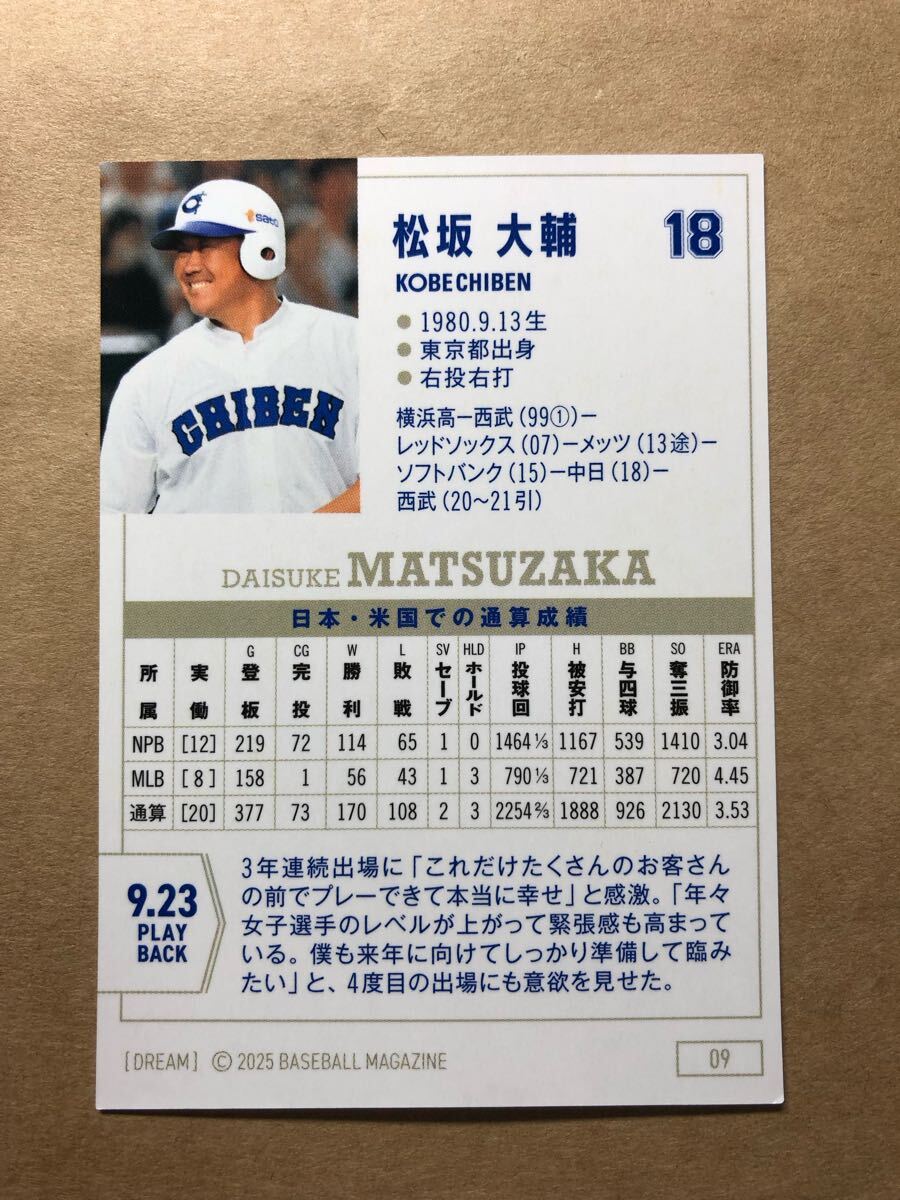 sato
CHIBEN
松坂 大輔
18
KOBECHIBEN
● 1980.9.13生
● 東京都出身
● 右投右打
横浜高ー西武(99①)ー
レッドソックス(07)ーメッツ(13途)ー
ソフトバンク(15)ー中日(18)ー
西武(20〜21引)
DAISUKE MATSUZAKA
日本・米国での通算成績
G CG W L SV HLD IP H BB SO ERA
所属 実働 登板 完投 勝利 敗戦 セーブ ホールド 投球回 被安打 与四球 奪三振 防御率
NPB [12] 219 72 114 65 1 0 1464⅓ 1167 539 1410 3.04
MLB [8] 158 1 56 43 1 3 790⅓ 721 387 720 4.45
通算 [20] 377 73 170 108 2 3 2254⅔ 1888 926 2130 3.53
9.23
PLAY
BACK
3年連続出場に「これだけたくさんのお客さん
の前でプレーできて本当に幸せ」と感激。「年々
女子選手のレベルが上がって緊張感も高まって
いる。僕も来年に向けてしっかり準備して臨み
たい」と、4度目の出場にも意欲を見せた。
[DREAM] © 2025 BASEBALL MAGAZINE
09